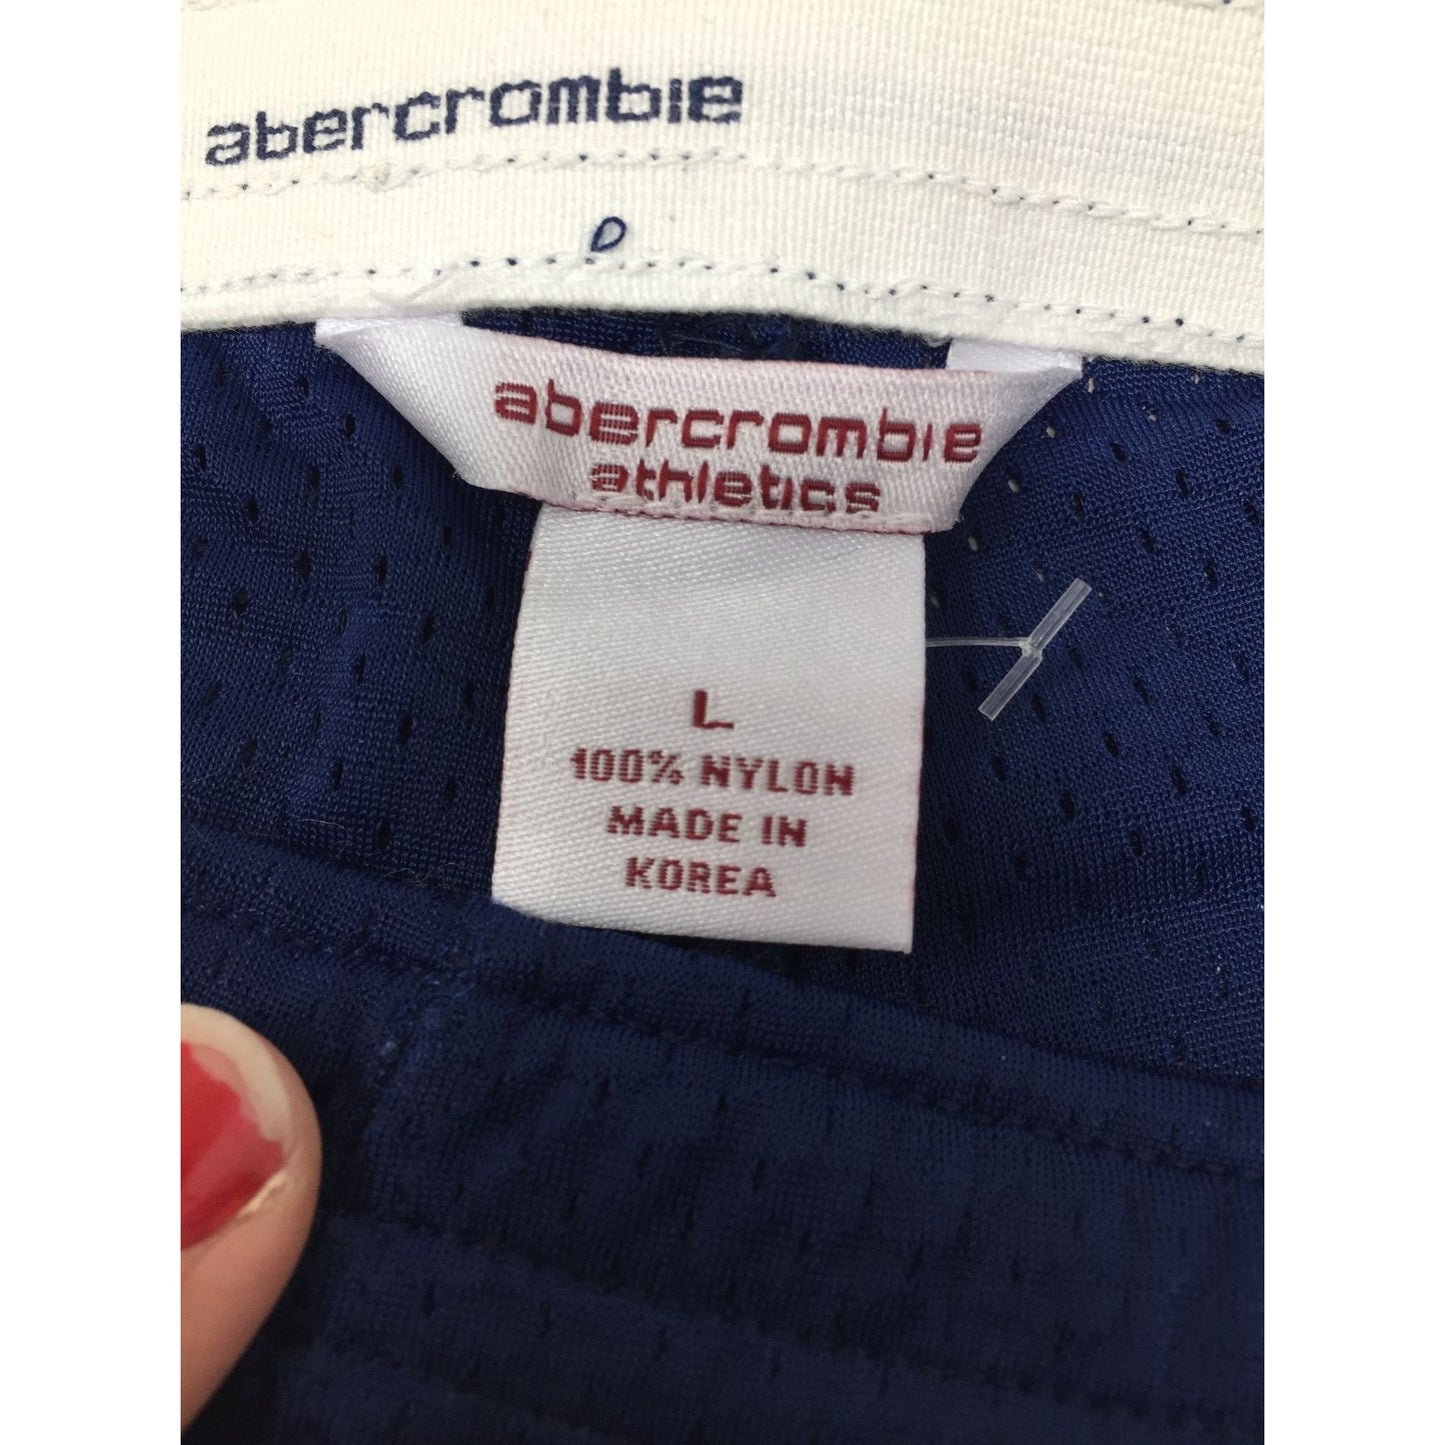 abercrombie
abercrombie
athletics
L
100% NYLON
MADE IN
KOREA